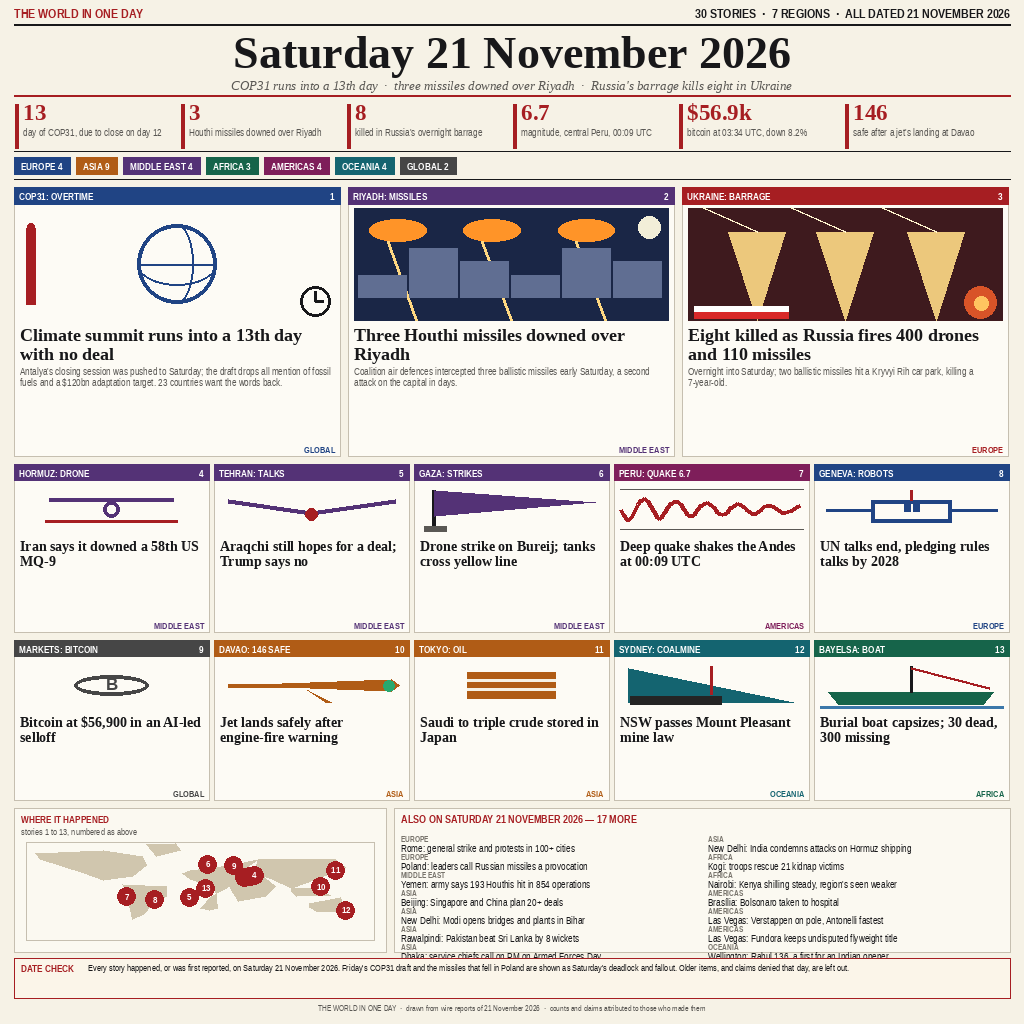 THE WORLD IN ONE DAY
30 STORIES · 7 REGIONS · ALL DATED 21 NOVEMBER 2026
Saturday 21 November 2026
COP31 runs into a 13th day · three missiles downed over Riyadh · Russia's barrage kills eight in Ukraine
13
day of COP31, due to close on day 12
3
Houthi missiles downed over Riyadh
8
killed in Russia's overnight barrage
6.7
magnitude, central Peru, 00:09 UTC
$56.9k
bitcoin at 03:34 UTC, down 8.2%
146
safe after a jet's landing at Davao
EUROPE 4
ASIA 9
MIDDLE EAST 4
AFRICA 3
AMERICAS 4
OCEANIA 4
GLOBAL 2
COP31: OVERTIME 1
Climate summit runs into a 13th day
with no deal
Antalya's closing session was pushed to Saturday; the draft drops all mention of fossil
fuels and a $120bn adaptation target. 23 countries want the words back.
GLOBAL
RIYADH: MISSILES 2
Three Houthi missiles downed over
Riyadh
Coalition air defences intercepted three ballistic missiles early Saturday, a second
attack on the capital in days.
MIDDLE EAST
UKRAINE: BARRAGE 3
Eight killed as Russia fires 400 drones
and 110 missiles
Overnight into Saturday; two ballistic missiles hit a Kryvyi Rih car park, killing a
7-year-old.
EUROPE
HORMUZ: DRONE 4
Iran says it downed a 58th US
MQ-9
MIDDLE EAST
TEHRAN: TALKS 5
Araqchi still hopes for a deal;
Trump says no
MIDDLE EAST
GAZA: STRIKES 6
Drone strike on Bureij; tanks
cross yellow line
MIDDLE EAST
PERU: QUAKE 6.7 7
Deep quake shakes the Andes
at 00:09 UTC
AMERICAS
GENEVA: ROBOTS 8
UN talks end, pledging rules
talks by 2028
EUROPE
MARKETS: BITCOIN 9
B
Bitcoin at $56,900 in an AI-led
selloff
GLOBAL
DAVAO: 146 SAFE 10
Jet lands safely after
engine-fire warning
ASIA
TOKYO: OIL 11
Saudi to triple crude stored in
Japan
ASIA
SYDNEY: COALMINE 12
NSW passes Mount Pleasant
mine law
OCEANIA
BAYELSA: BOAT 13
Burial boat capsizes; 30 dead,
300 missing
AFRICA
WHERE IT HAPPENED
stories 1 to 13, numbered as above
6
9
4
11
10
13
5
7
8
12
ALSO ON SATURDAY 21 NOVEMBER 2026 — 17 MORE
EUROPE
Rome: general strike and protests in 100+ cities
EUROPE
Poland: leaders call Russian missiles a provocation
MIDDLE EAST
Yemen: army says 193 Houthis hit in 854 operations
ASIA
Beijing: Singapore and China plan 20+ deals
ASIA
New Delhi: Modi opens bridges and plants in Bihar
ASIA
Rawalpindi: Pakistan beat Sri Lanka by 8 wickets
ASIA
Dhaka: service chiefs call on PM on Armed Forces Day
ASIA
New Delhi: India condemns attacks on Hormuz shipping
AFRICA
Kogi: troops rescue 21 kidnap victims
AFRICA
Nairobi: Kenya shilling steady, region's seen weaker
AMERICAS
Brasília: Bolsonaro taken to hospital
AMERICAS
Las Vegas: Verstappen on pole, Antonelli fastest
AMERICAS
Las Vegas: Fundora keeps undisputed flyweight title
OCEANIA
Wellington: Rahul 136, a first for an Indian opener
DATE CHECK
Every story happened, or was first reported, on Saturday 21 November 2026. Friday's COP31 draft and the missiles that fell in Poland are shown as Saturday's deadlock and fallout. Older items, and claims denied that day, are left out.
THE WORLD IN ONE DAY · drawn from wire reports of 21 November 2026 · counts and claims attributed to those who made them